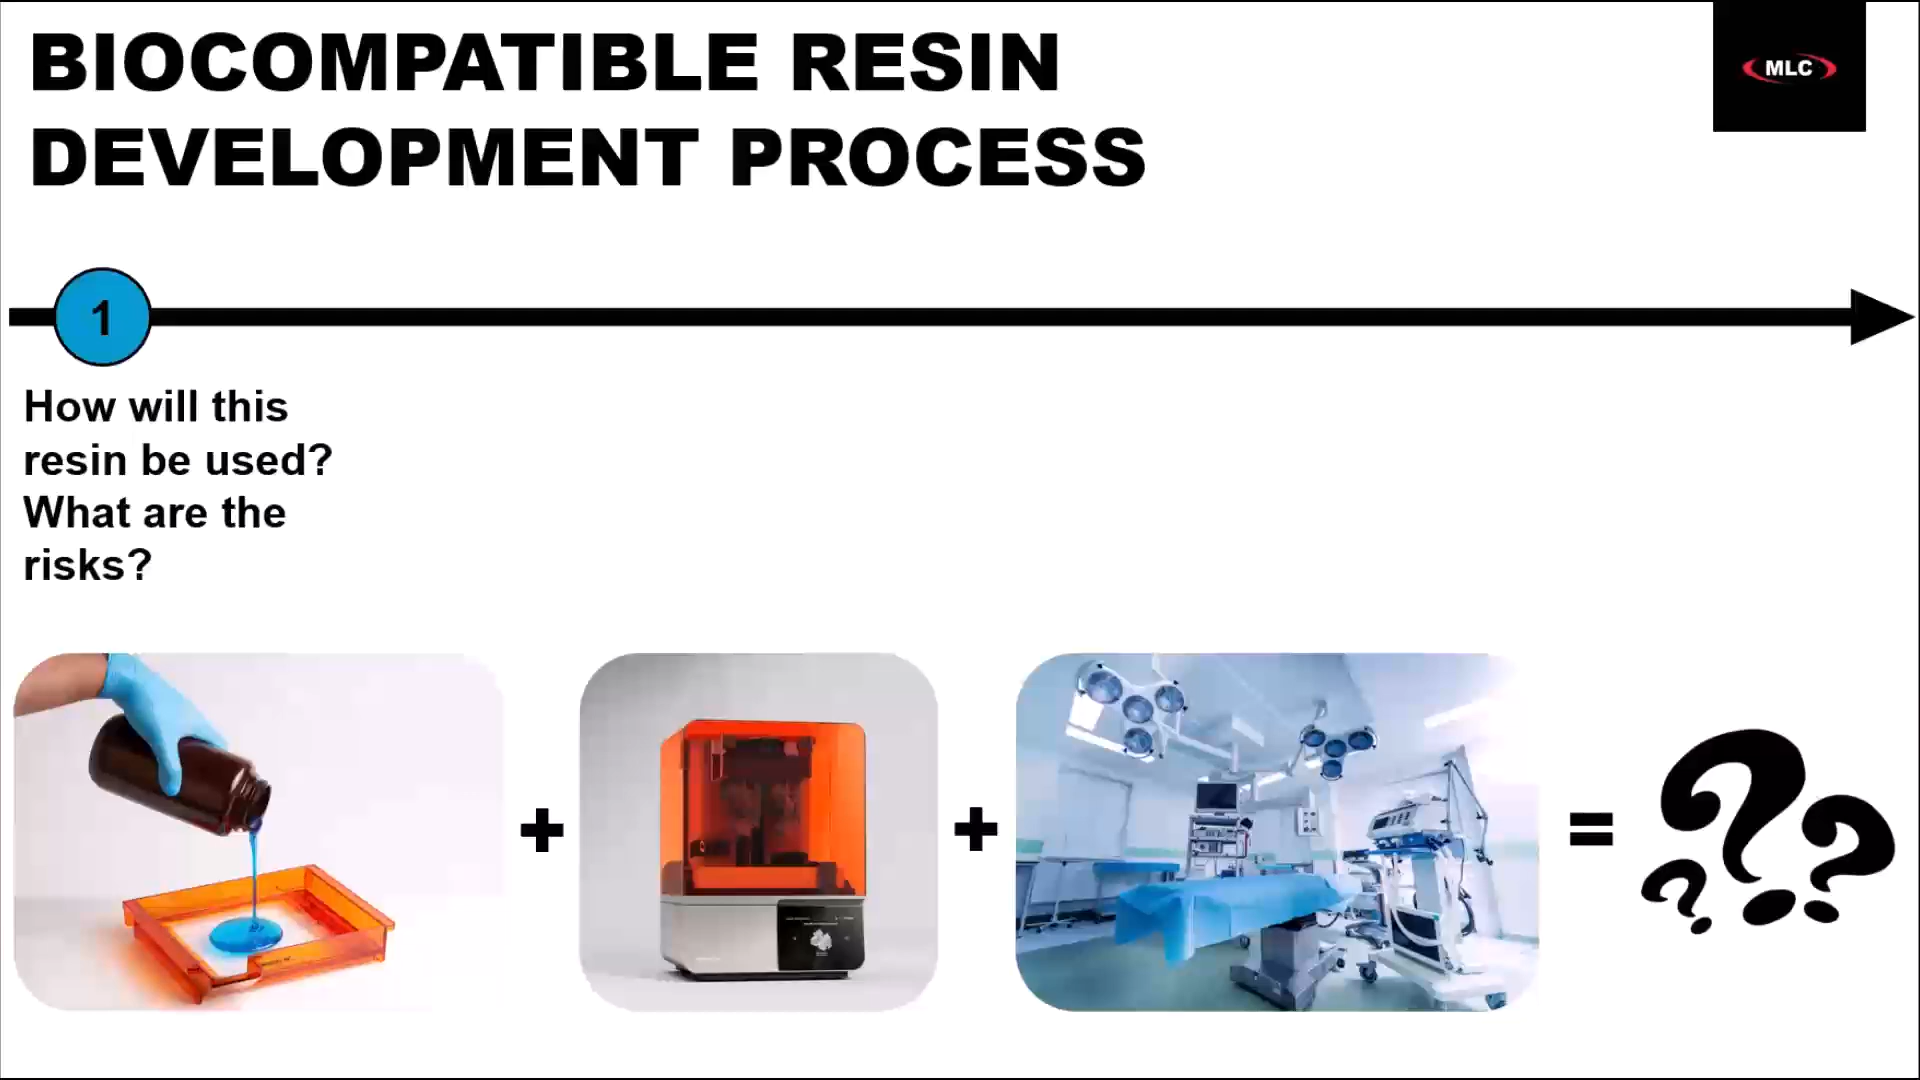 BIOCOMPATIBLE RESIN
DEVELOPMENT PROCESS
MLC
1
How will this
resin be used?
What are the
risks?
+
+
=
???